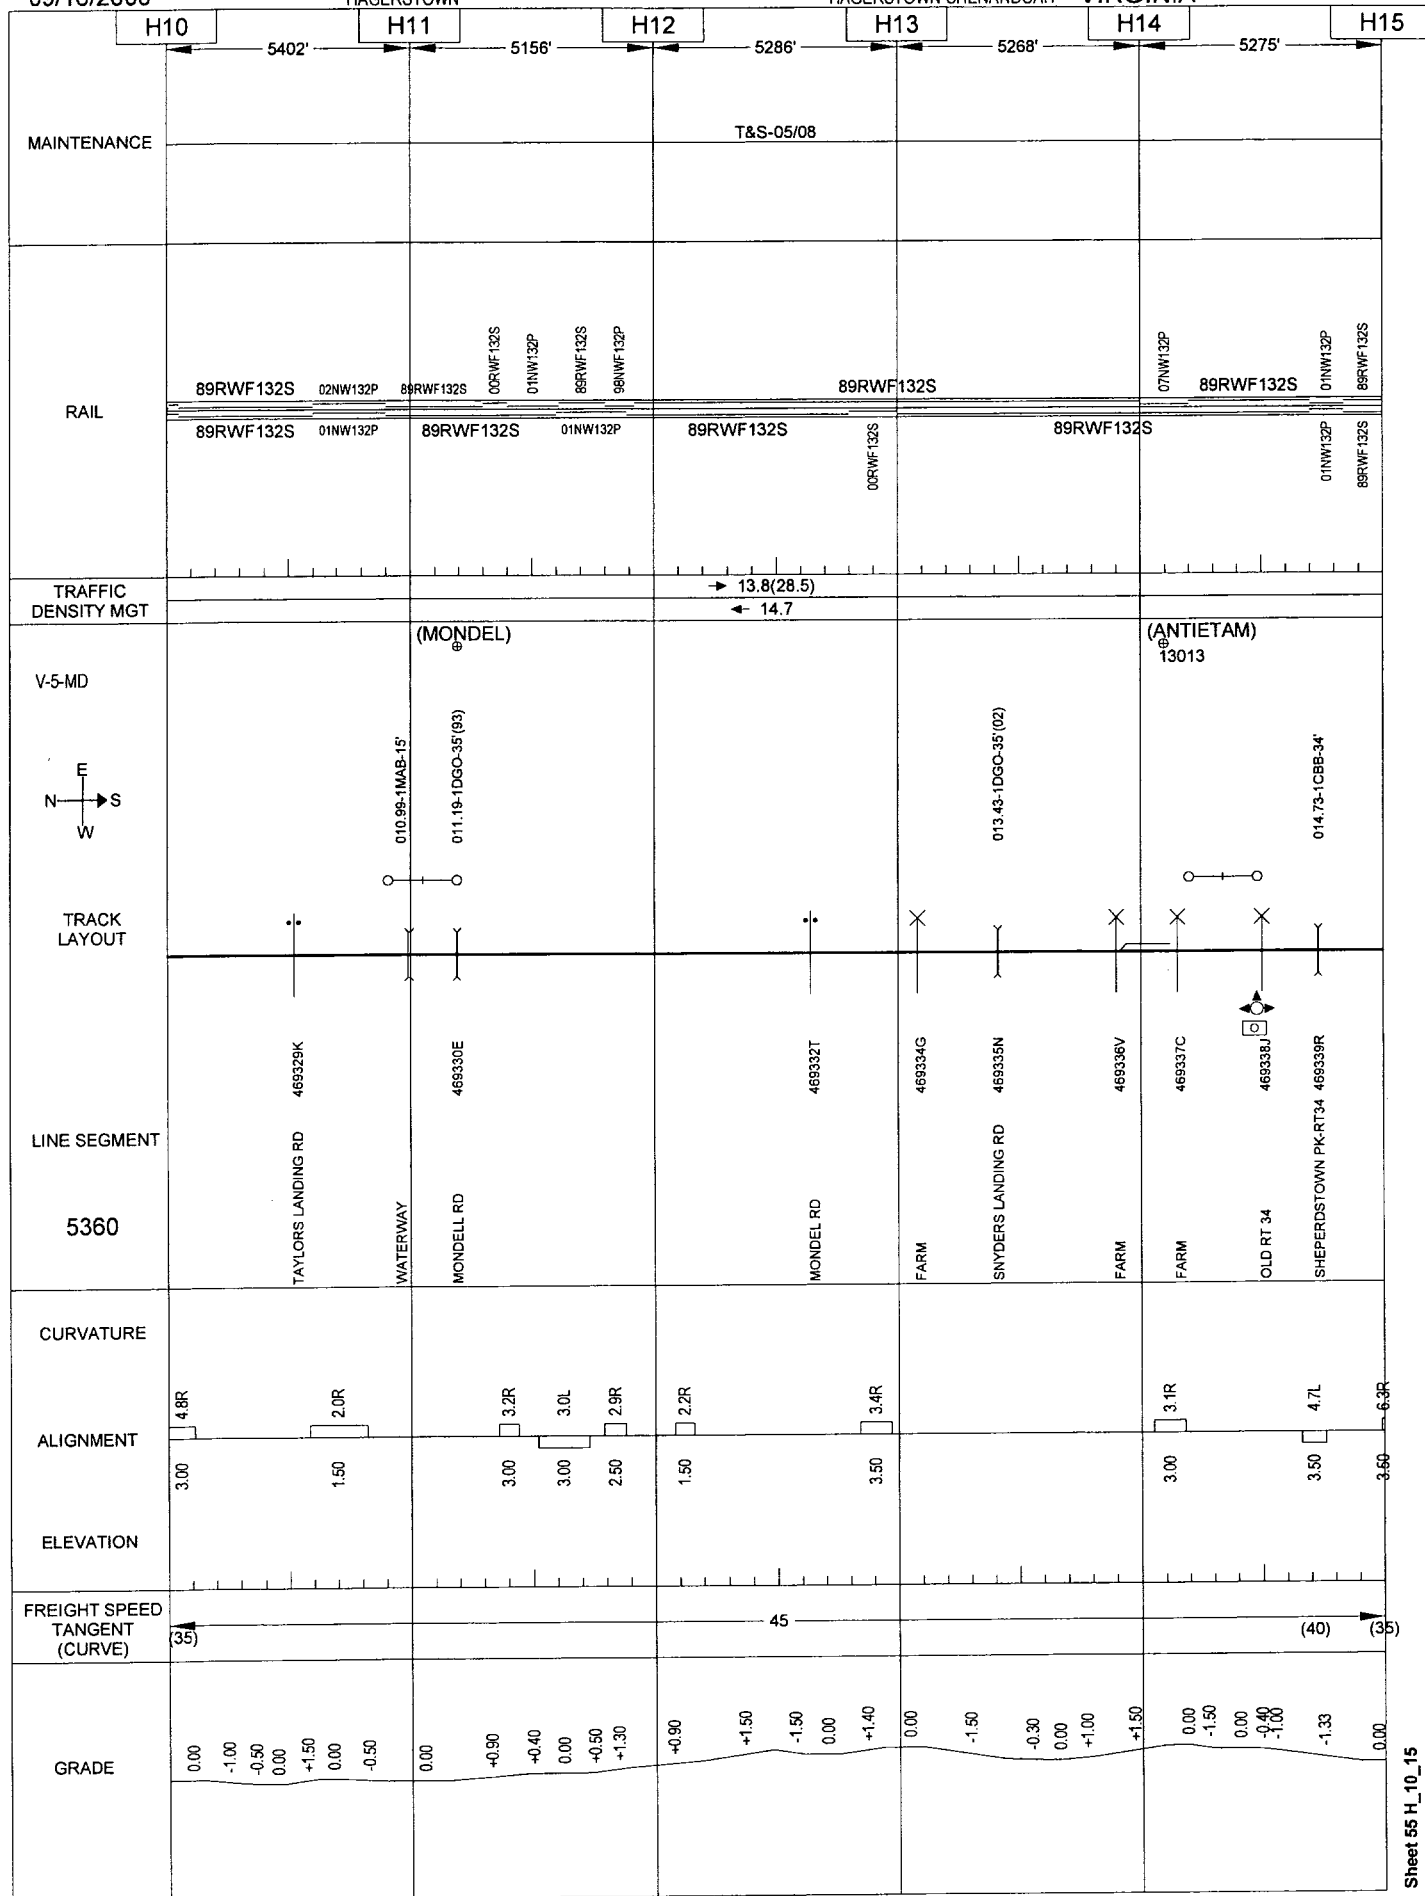 H10 H11 H12 H13 H14 H15
5402' 5156' 5286' 5268' 5275'
MAINTENANCE
T&S-05/08
RAIL
00RWF132S 01NW132P 89RWF132S 98NWF132P 07NW132P 01NW132P 89RWF132S
89RWF132S 02NW132P 89RWF132S 89RWF132S 89RWF132S
89RWF132S 01NW132P 89RWF132S 01NW132P 89RWF132S 89RWF132S
00RWF132S 01NW132P 89RWF132S
TRAFFIC
DENSITY MGT
13.8(28.5)
14.7
(MONDEL) (ANTIETAM)
13013
V-5-MD
E
N S
W
010.99-1MAB-15' 011.19-1DGO-35'(93) 013.43-1DGO-35'(02) 014.73-1CBB-34'
TRACK
LAYOUT
469329K 469330E 469332T 469334G 469335N 469336V 469337C 469338J 469339R
LINE SEGMENT
5360
TAYLORS LANDING RD WATERWAY MONDELL RD MONDEL RD FARM SNYDERS LANDING RD FARM FARM OLD RT 34 SHEPERDSTOWN PK-RT34
CURVATURE
4.8R 2.0R 3.2R 3.0L 2.9R 2.2R 3.4R 3.1R 4.7L 6.3R
ALIGNMENT
3.00 1.50 3.00 3.00 2.50 1.50 3.50 3.00 3.50 3.50
ELEVATION
FREIGHT SPEED
TANGENT
(CURVE)
(35) 45 (40) (35)
GRADE
0.00 -1.00 -0.50 0.00 +1.50 0.00 -0.50 0.00 +0.90 +0.40 0.00 +0.50 +1.30 +0.90 +1.50 -1.50 0.00 +1.40 0.00 -1.50 -0.30 0.00 +1.00 +1.50 0.00 -1.50 0.00 -0.40 -1.00 -1.33 0.00
Sheet 55 H_10_15